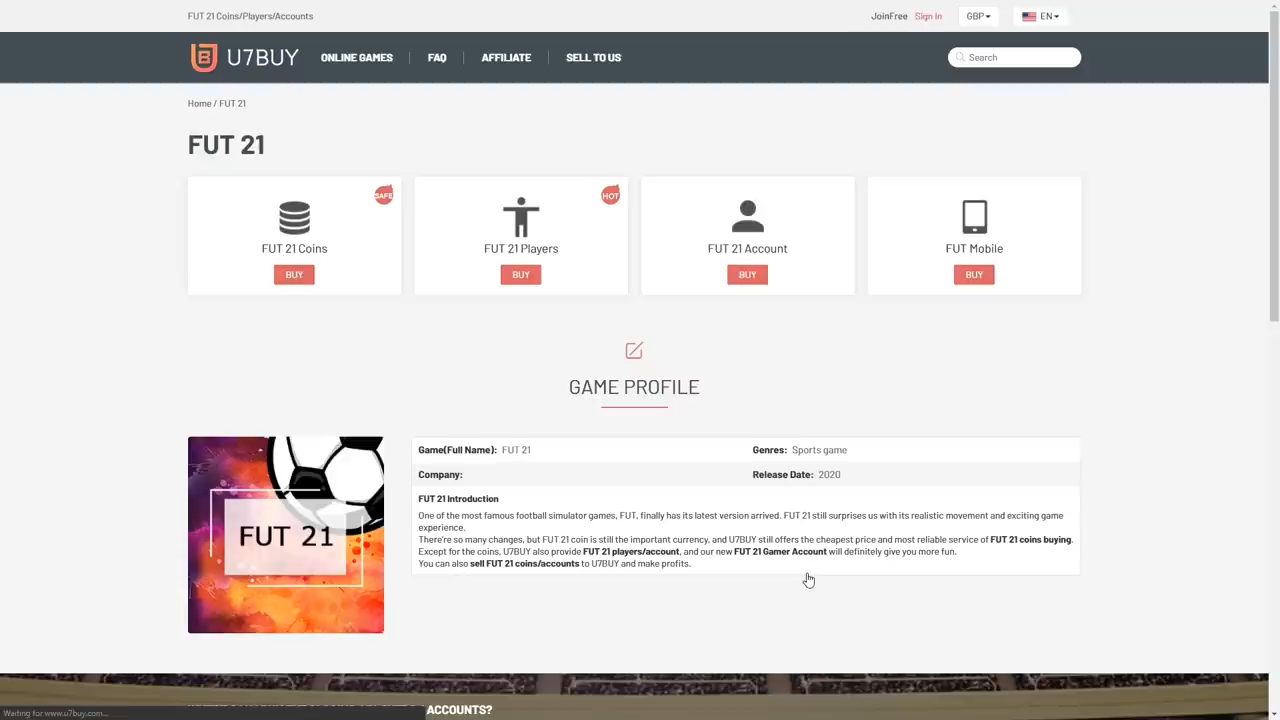 FUT 21 Coins/Players/Accounts
JoinFree Sign In GBP EN
U7BUY ONLINE GAMES FAQ AFFILIATE SELL TO US Search
Home / FUT 21
FUT 21
SAFE HOT
FUT 21 Coins FUT 21 Players FUT 21 Account FUT Mobile
BUY BUY BUY BUY
GAME PROFILE
FUT 21
Game(Full Name): FUT 21 Genres: Sports game
Company: Release Date: 2020
FUT 21 Introduction
One of the most famous football simulator games, FUT, finally has its latest version arrived. FUT 21 still surprises us with its realistic movement and exciting game
experience.
There're so many changes, but FUT 21 coin is still the important currency, and U7BUY still offers the cheapest price and most reliable service of FUT 21 coins buying.
Except for the coins, U7BUY also provide FUT 21 players/account, and our new FUT 21 Gamer Account will definitely give you more fun.
You can also sell FUT 21 coins/accounts to U7BUY and make profits.
ACCOUNTS?
Waiting for www.u7buy.com...